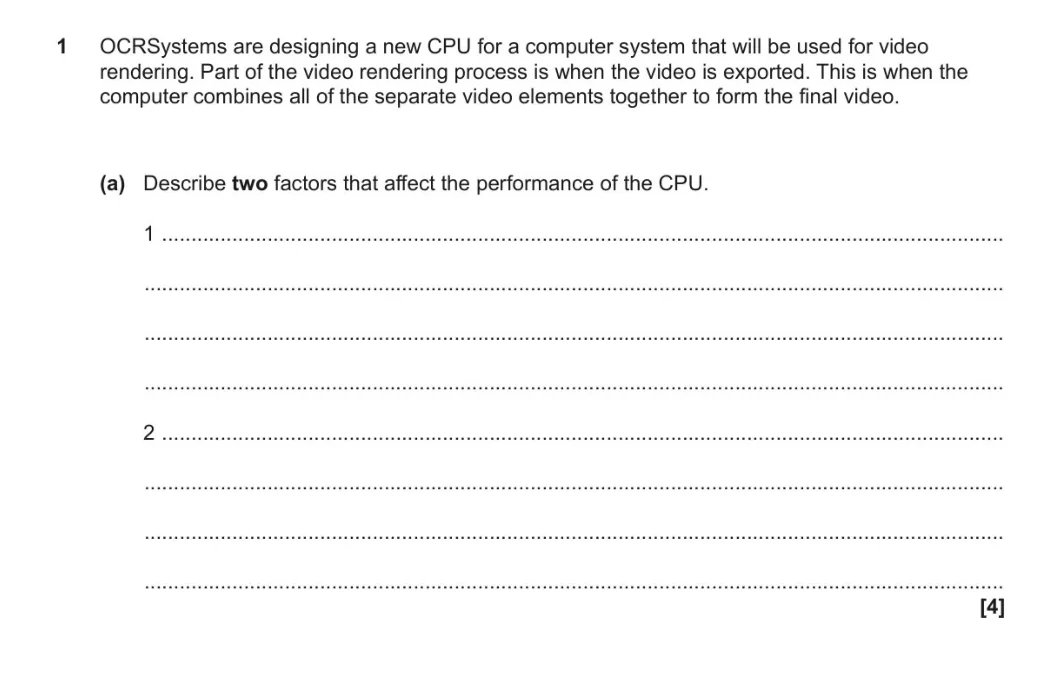 1 OCRSystems are designing a new CPU for a computer system that will be used for video
rendering. Part of the video rendering process is when the video is exported. This is when the
computer combines all of the separate video elements together to form the final video.
(a) Describe two factors that affect the performance of the CPU.
1 ....................................................................................................................................................
....................................................................................................................................................
....................................................................................................................................................
....................................................................................................................................................
2 ....................................................................................................................................................
....................................................................................................................................................
....................................................................................................................................................
....................................................................................................................................................
[4]